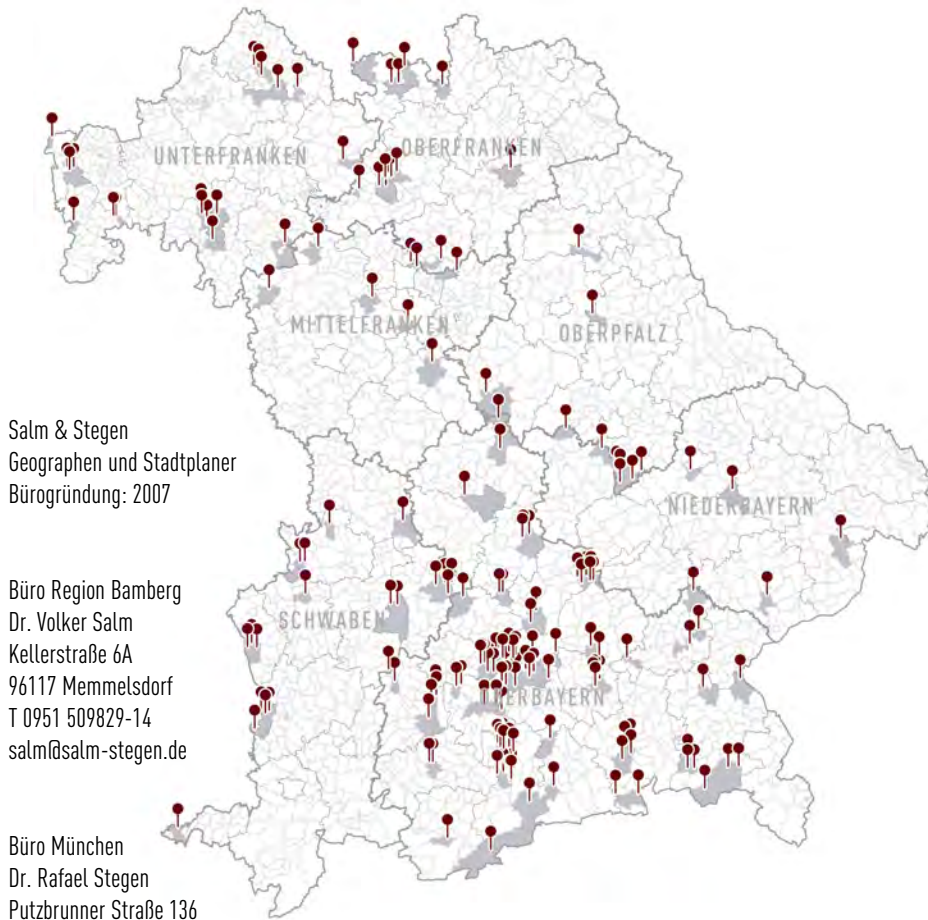 UNTERFRANKEN
OBERFRANKEN
MITTELFRANKEN
OBERPFALZ
Salm & Stegen
Geographen und Stadtplaner
Bürogründung: 2007
NIEDERBAYERN
Büro Region Bamberg
Dr. Volker Salm
Kellerstraße 6A
96117 Memmelsdorf
T 0951 509829-14
salm@salm-stegen.de
SCHWABEN
OBERBAYERN
Büro München
Dr. Rafael Stegen
Putzbrunner Straße 136